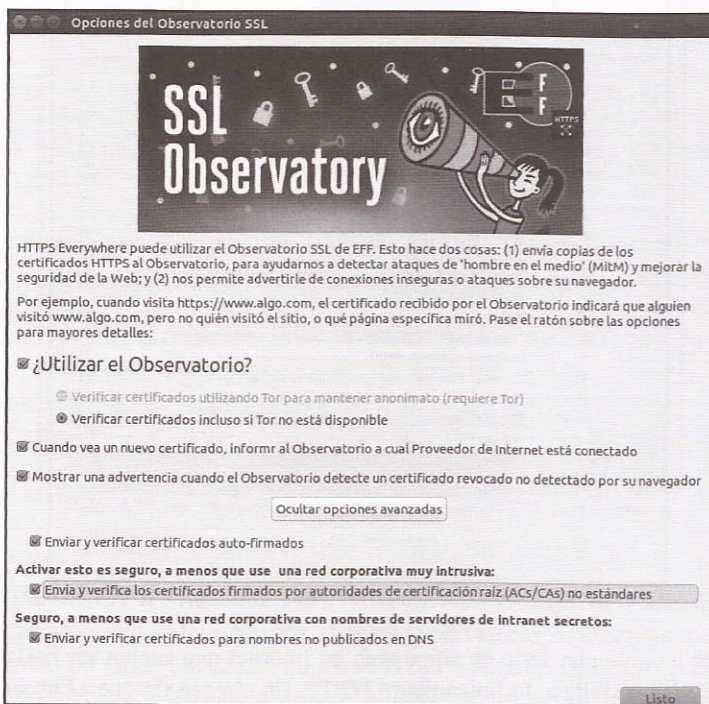 Opciones del Observatorio SSL
SSL
Observatory
E F
F
HTTPS
HTTPS Everywhere puede utilizar el Observatorio SSL de EFF. Esto hace dos cosas: (1) envía copias de los
certificados HTTPS al Observatorio, para ayudarnos a detectar ataques de 'hombre en el medio' (MitM) y mejorar la
seguridad de la Web; y (2) nos permite advertirle de conexiones inseguras o ataques sobre su navegador.
Por ejemplo, cuando visita https://www.algo.com, el certificado recibido por el Observatorio indicará que alguien
visitó www.algo.com, pero no quién visitó el sitio, o qué página específica miró. Pase el ratón sobre las opciones
para mayores detalles:
¿Utilizar el Observatorio?
Verificar certificados utilizando Tor para mantener anonimato (requiere Tor)
Verificar certificados incluso si Tor no está disponible
Cuando vea un nuevo certificado, informr al Observatorio a cual Proveedor de Internet está conectado
Mostrar una advertencia cuando el Observatorio detecte un certificado revocado no detectado por su navegador
Ocultar opciones avanzadas
Enviar y verificar certificados auto-firmados
Activar esto es seguro, a menos que use una red corporativa muy intrusiva:
Envía y verifica los certificados firmados por autoridades de certificación raíz (ACs/CAs) no estándares
Seguro, a menos que use una red corporativa con nombres de servidores de intranet secretos:
Enviar y verificar certificados para nombres no publicados en DNS
Listo